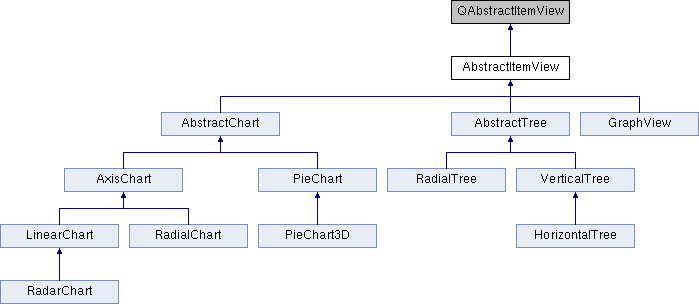 QAbstractItemView
AbstractItemView
AbstractChart
AbstractTree
GraphView
AxisChart
PieChart
RadialTree
VerticalTree
LinearChart
RadialChart
PieChart3D
HorizontalTree
RadarChart